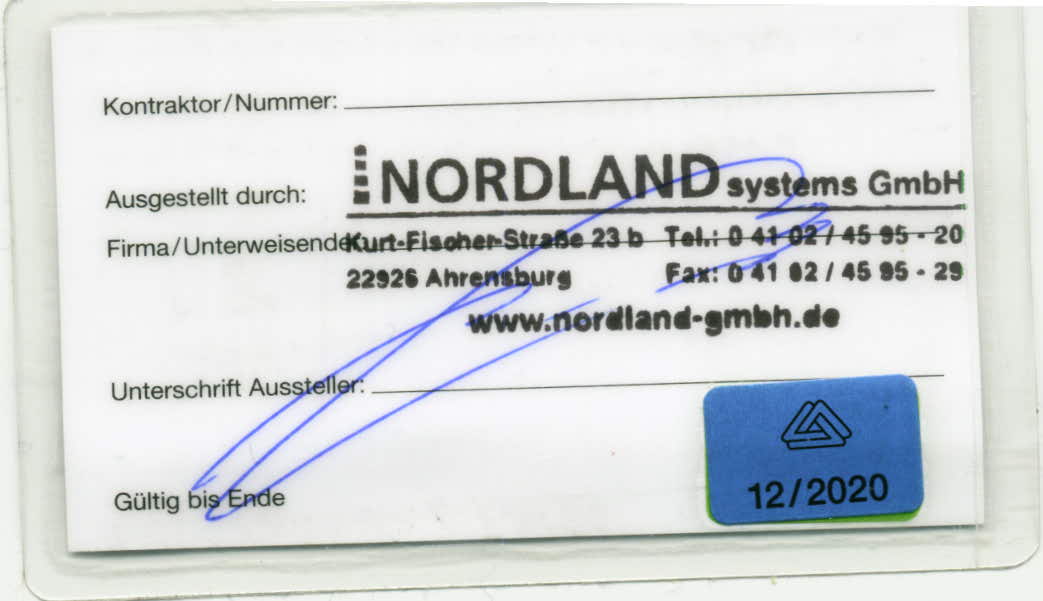 Kontraktor/Nummer:
Ausgestellt durch: NORDLAND systems GmbH
Firma/Unterweisende Kurt-Fischer-Straße 23 b Tel.: 0 41 02 / 45 95 - 20
22926 Ahrensburg Fax: 0 41 02 / 45 95 - 29
www.nordland-gmbh.de
Unterschrift Aussteller:
Gültig bis Ende 12/2020